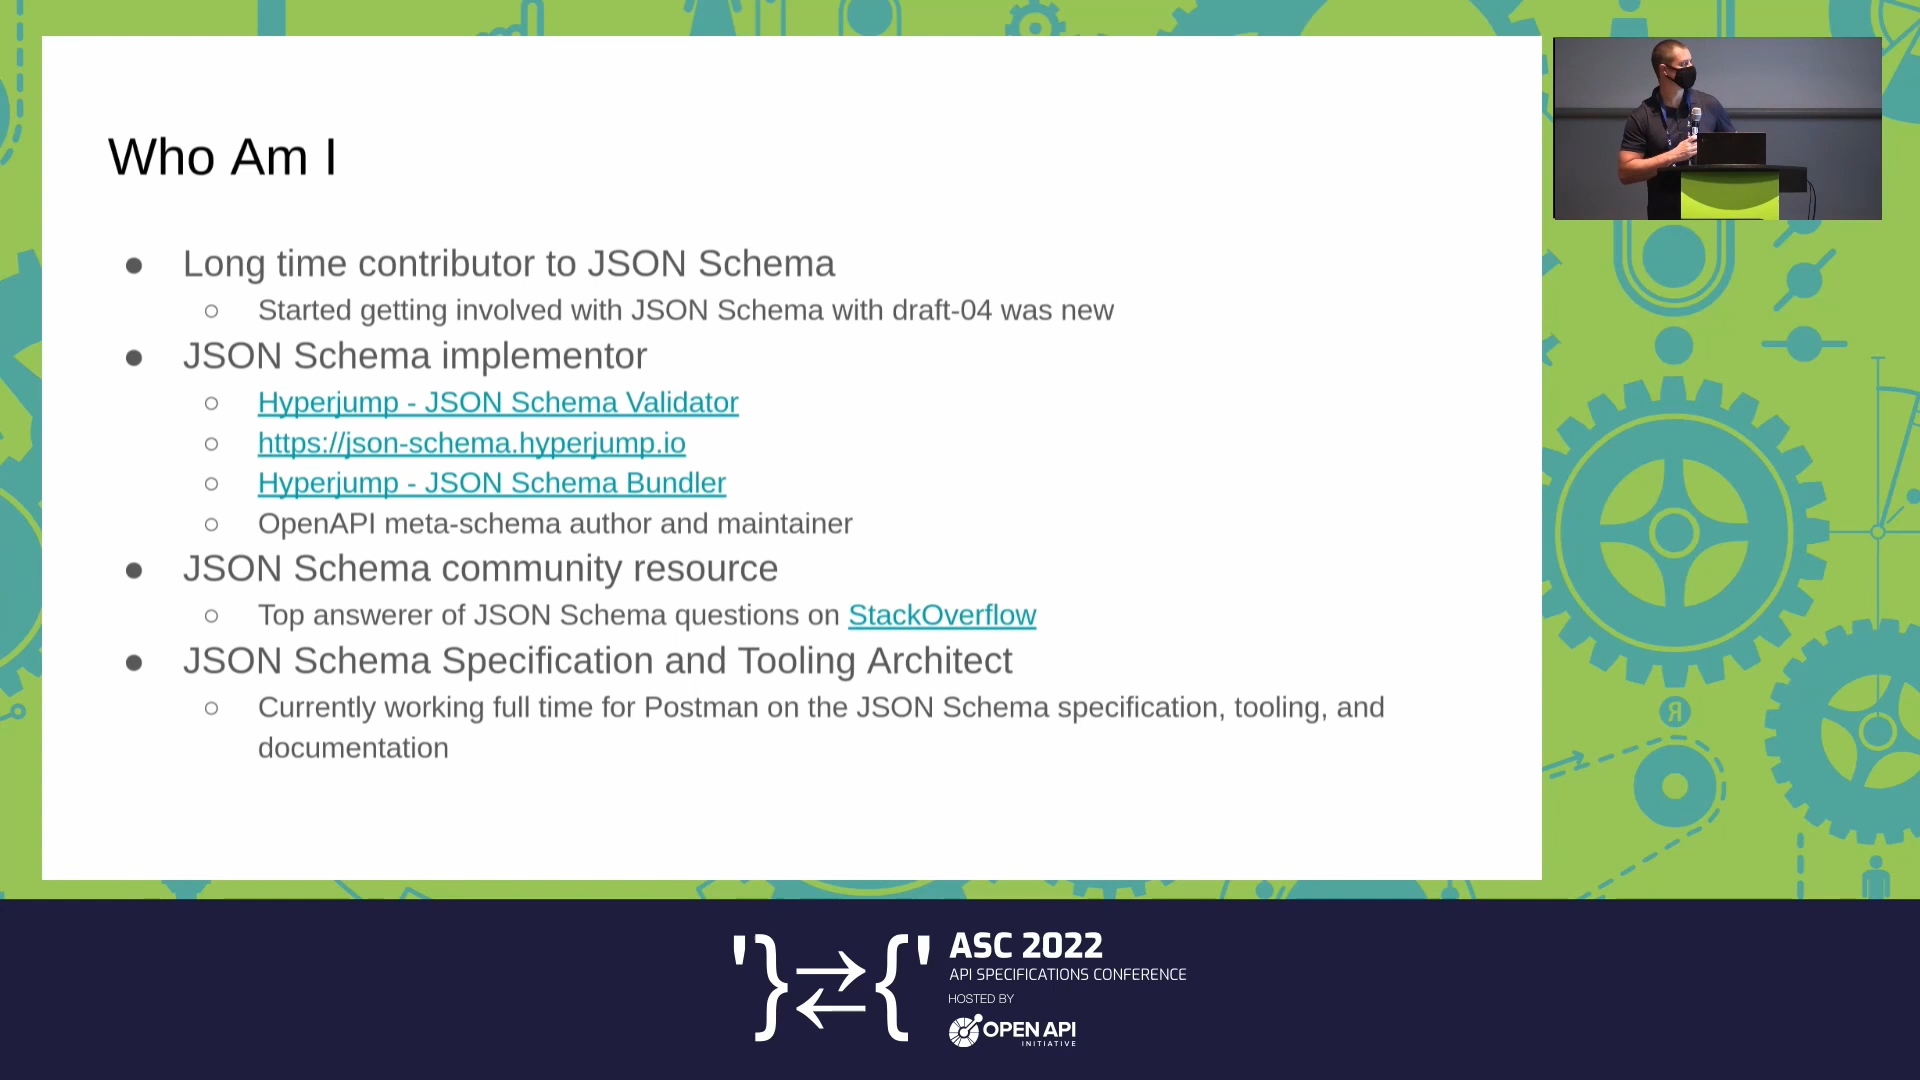 Who Am I
● Long time contributor to JSON Schema
○ Started getting involved with JSON Schema with draft-04 was new
● JSON Schema implementor
○ Hyperjump - JSON Schema Validator
○ https://json-schema.hyperjump.io
○ Hyperjump - JSON Schema Bundler
○ OpenAPI meta-schema author and maintainer
● JSON Schema community resource
○ Top answerer of JSON Schema questions on StackOverflow
● JSON Schema Specification and Tooling Architect
○ Currently working full time for Postman on the JSON Schema specification, tooling, and
documentation
Я
'}⇄{'
ASC 2022
API SPECIFICATIONS CONFERENCE
HOSTED BY
OPENAPI
INITIATIVE